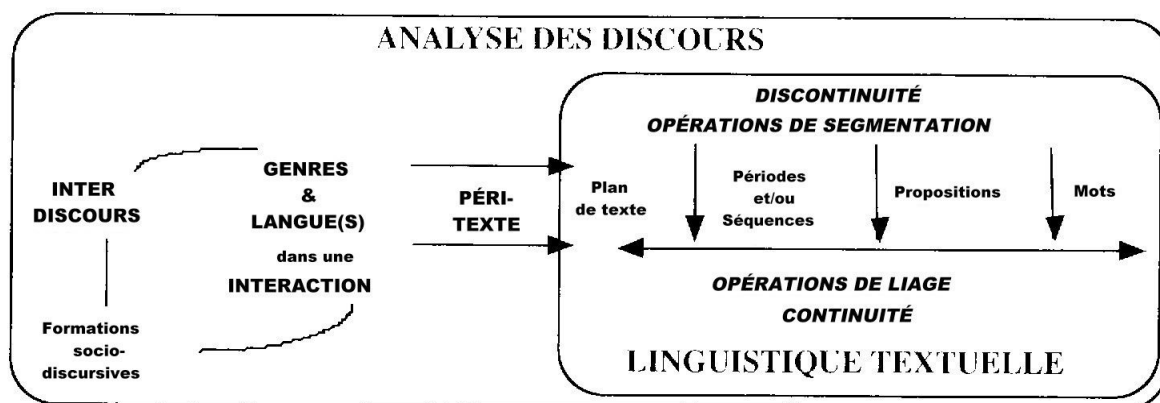 ANALYSE DES DISCOURS
INTER
DISCOURS
Formations
socio-
discursives
GENRES
&
LANGUE(S)
dans une
INTERACTION
PÉRI-
TEXTE
DISCONTINUITÉ
OPÉRATIONS DE SEGMENTATION
Plan
de texte
Périodes
et/ou
Séquences
Propositions
Mots
OPÉRATIONS DE LIAGE
CONTINUITÉ
LINGUISTIQUE TEXTUELLE